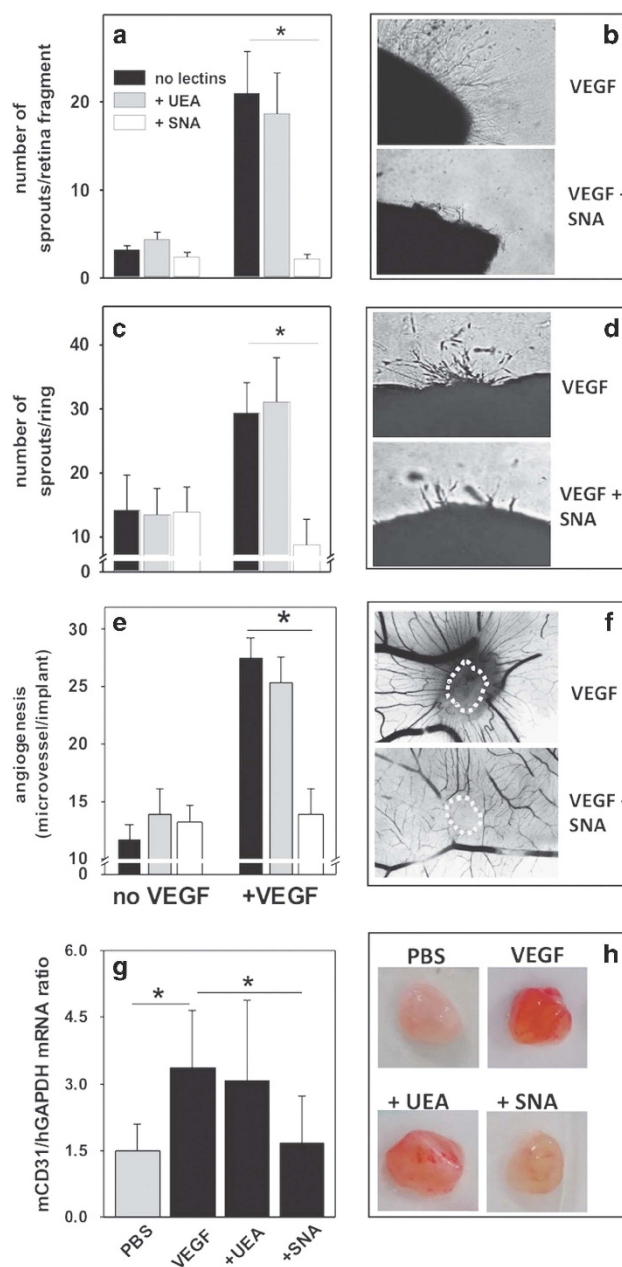 a
*
no lectins
+ UEA
+ SNA
number of
sprouts/retina fragment
20
10
0
b
VEGF
VEGF -
SNA
c
*
number of
sprouts/ring
40
30
20
10
0
d
VEGF
VEGF +
SNA
e
*
angiogenesis
(microvessel/implant)
30
25
20
15
10
0
no VEGF
+VEGF
f
VEGF
VEGF -
SNA
g
*
*
mCD31/hGAPDH mRNA ratio
6.0
4.5
3.0
1.5
0.0
PBS
VEGF
+UEA
+SNA
h
PBS
VEGF
+ UEA
+ SNA